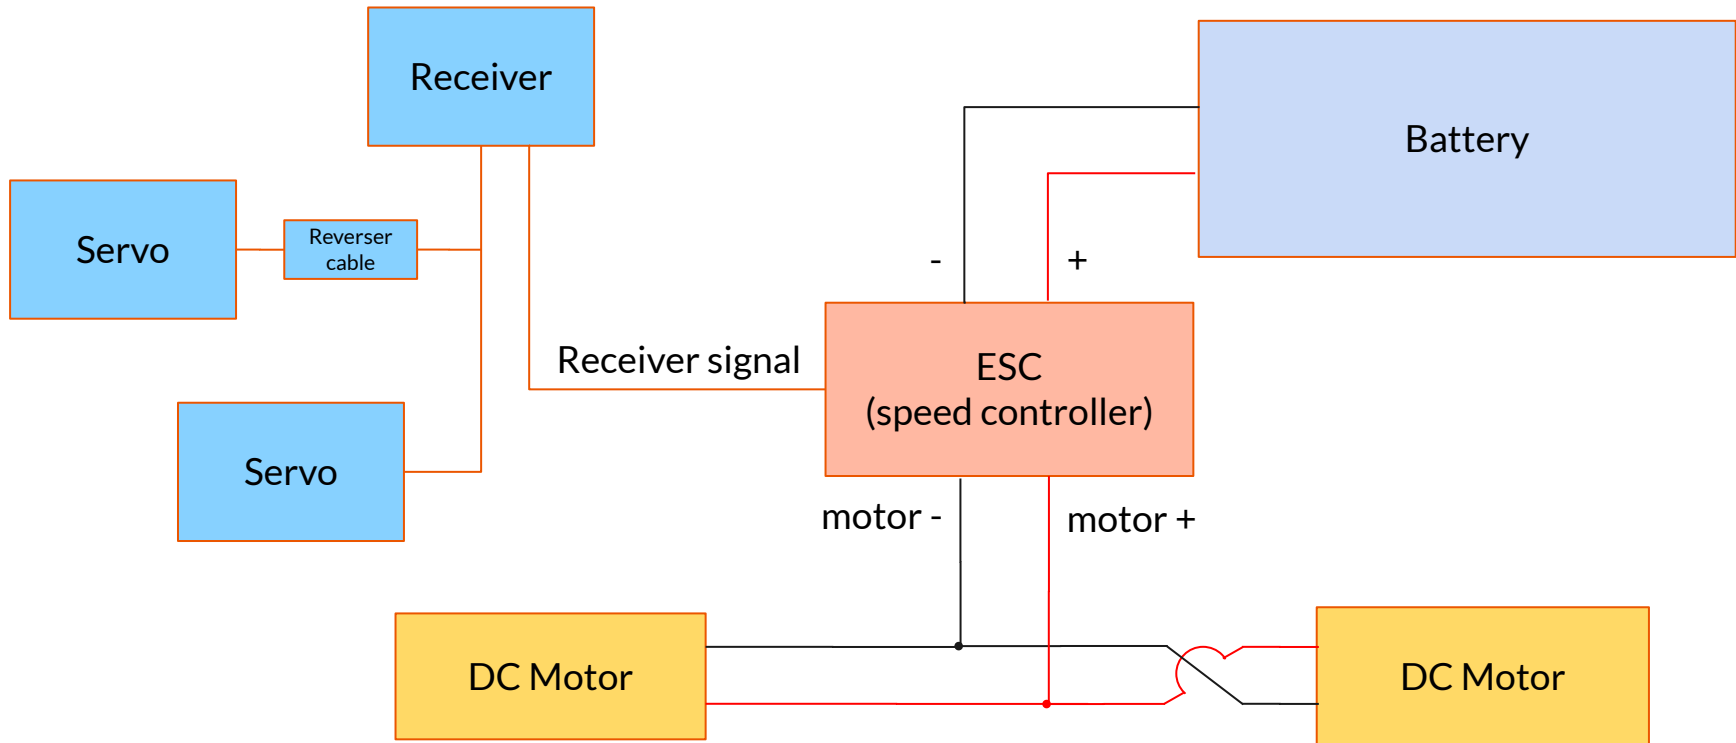 Receiver
Battery
Servo
Reverser
cable
-
+
Receiver signal
ESC
(speed controller)
Servo
motor -
motor +
DC Motor
DC Motor